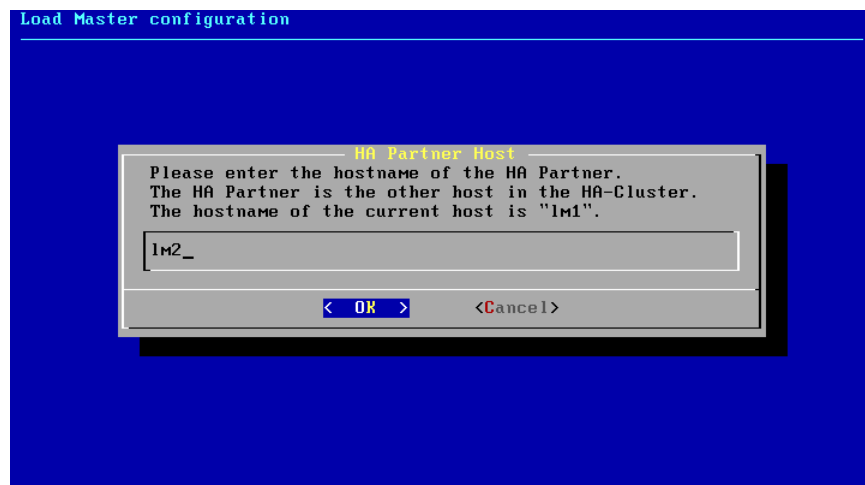 Load Master configuration
HA Partner Host
Please enter the hostname of the HA Partner.
The HA Partner is the other host in the HA-Cluster.
The hostname of the current host is "lm1".
lm2_
< OK > <Cancel>